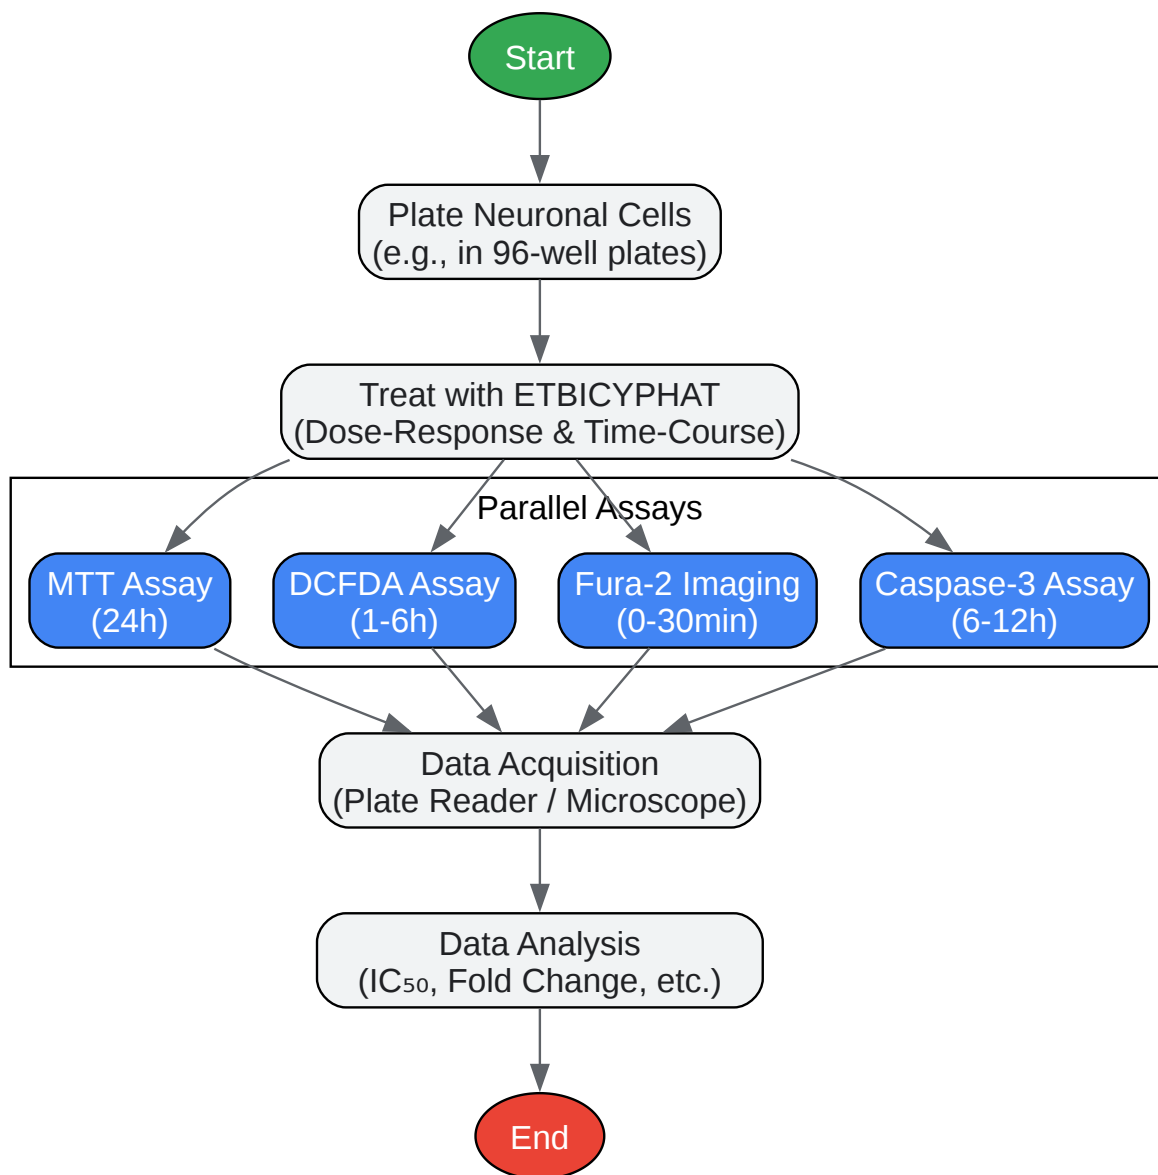 Start
Plate Neuronal Cells
(e.g., in 96-well plates)
Treat with ETBICYPHAT
(Dose-Response & Time-Course)
Parallel Assays
MTT Assay
(24h)
DCFDA Assay
(1-6h)
Fura-2 Imaging
(0-30min)
Caspase-3 Assay
(6-12h)
Data Acquisition
(Plate Reader / Microscope)
Data Analysis
(IC₅₀, Fold Change, etc.)
End